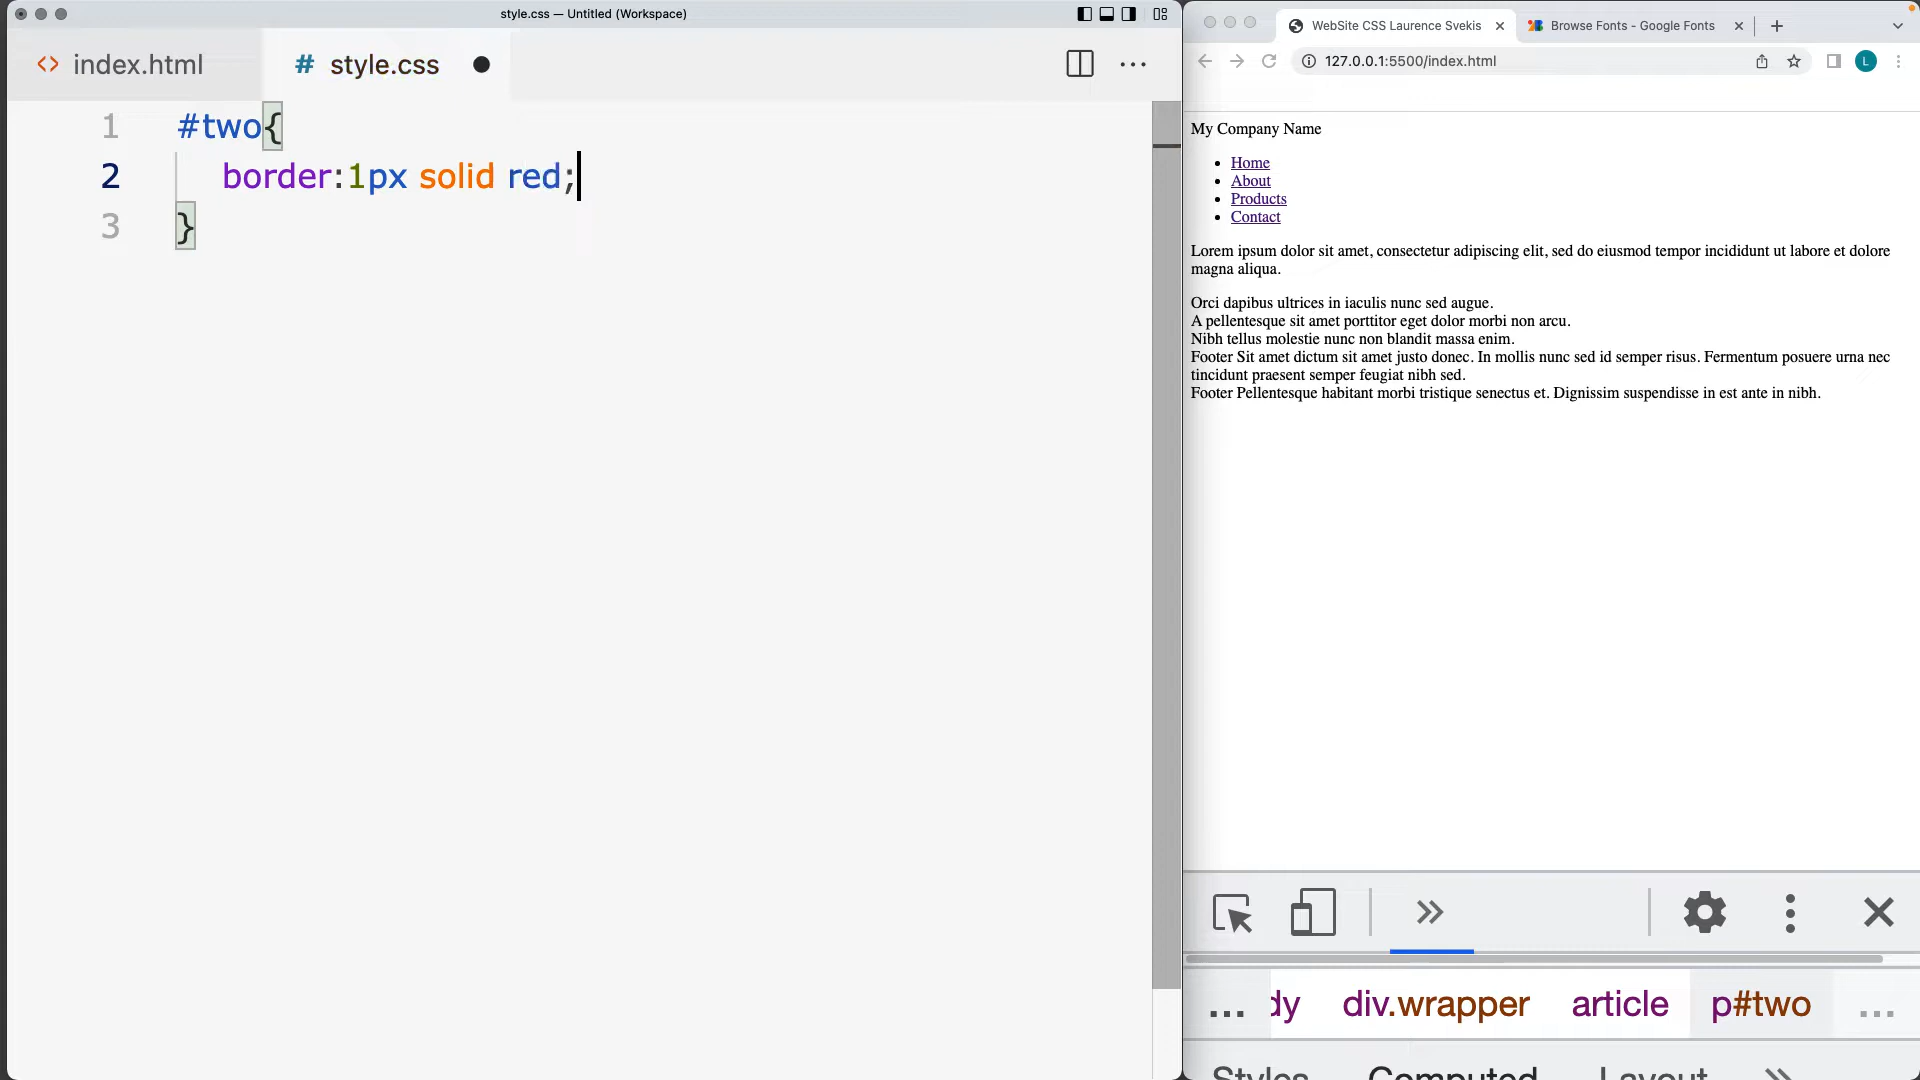 style.css — Untitled (Workspace)
<> index.html
# style.css
1 #two{
2 border:1px solid red;
3 }
WebSite CSS Laurence Svekis
Browse Fonts - Google Fonts
127.0.0.1:5500/index.html
L
My Company Name
Home
About
Products
Contact
Lorem ipsum dolor sit amet, consectetur adipiscing elit, sed do eiusmod tempor incididunt ut labore et dolore
magna aliqua.
Orci dapibus ultrices in iaculis nunc sed augue.
A pellentesque sit amet porttitor eget dolor morbi non arcu.
Nibh tellus molestie nunc non blandit massa enim.
Footer Sit amet dictum sit amet justo donec. In mollis nunc sed id semper risus. Fermentum posuere urna nec
tincidunt praesent semper feugiat nibh sed.
Footer Pellentesque habitant morbi tristique senectus et. Dignissim suspendisse in est ante in nibh.
... dy div.wrapper article p#two ...
Styles Computed Layout